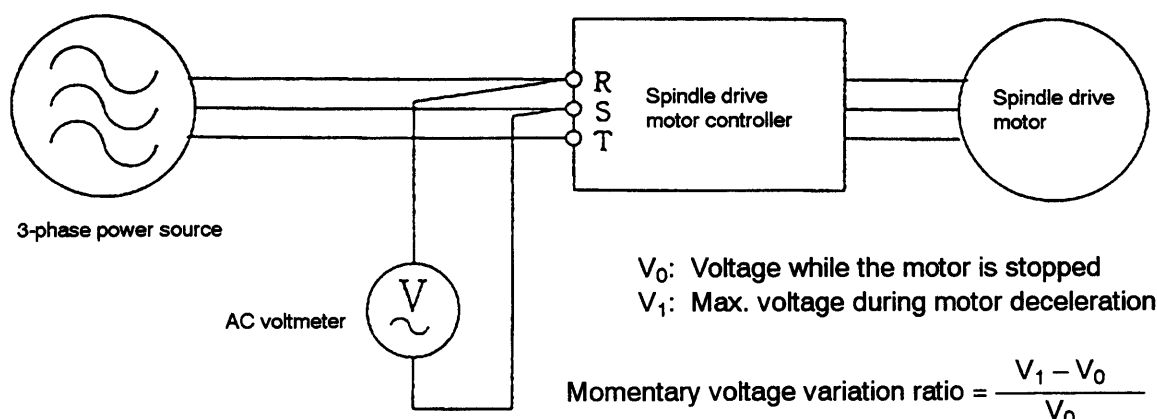 R
S
T
Spindle drive
motor controller
Spindle drive
motor
3-phase power source
V
AC voltmeter
V₀: Voltage while the motor is stopped
V₁: Max. voltage during motor deceleration
Momentary voltage variation ratio = V₁ – V₀
V₀